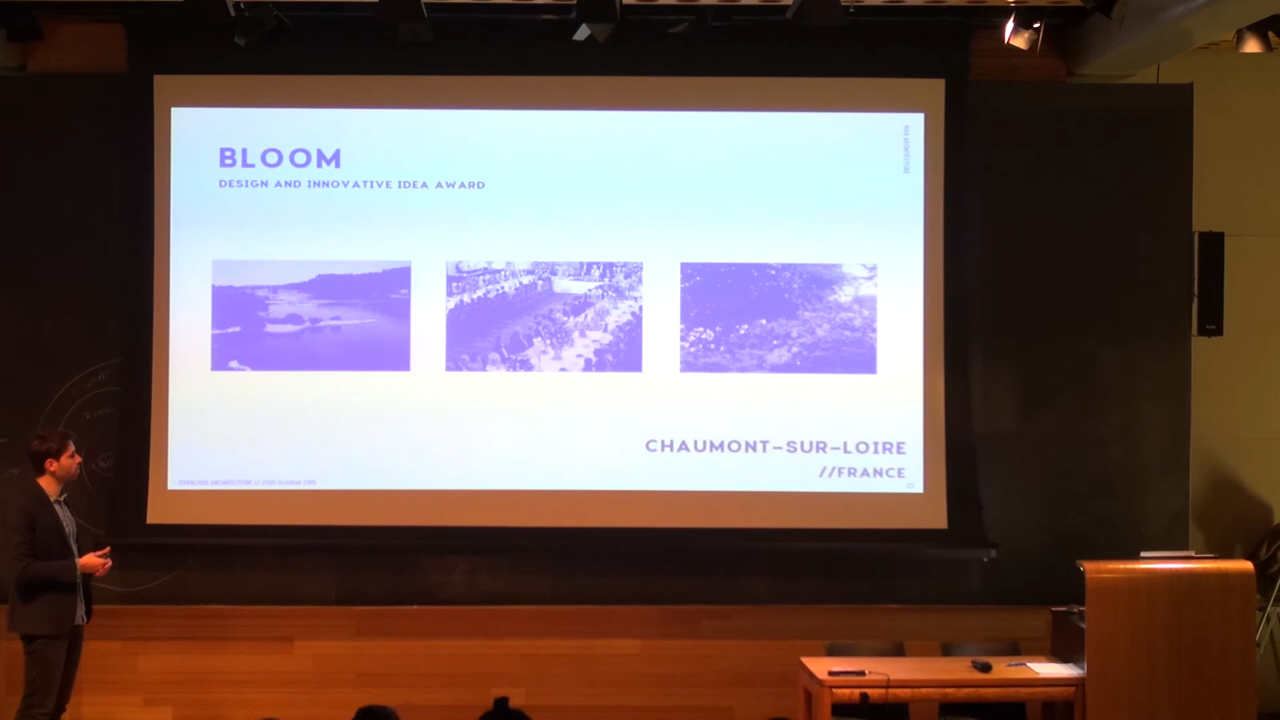 BLOOM
DESIGN AND INNOVATIVE IDEA AWARD
CHAUMONT-SUR-LOIRE
//FRANCE